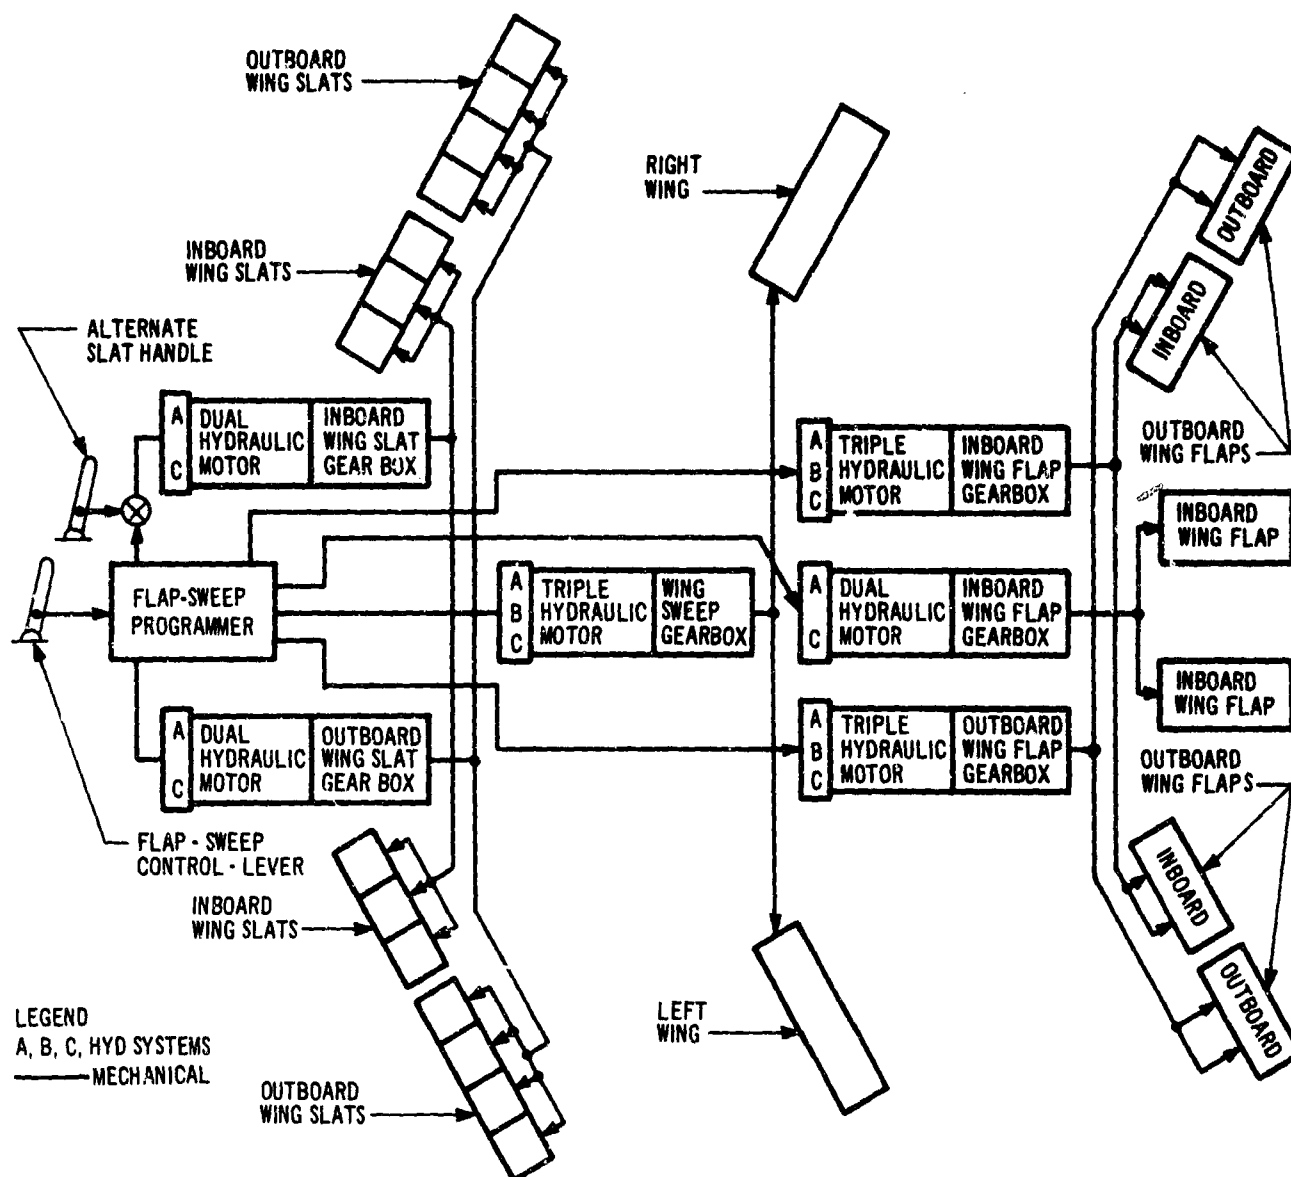 OUTBOARD
WING SLATS
INBOARD
WING SLATS
ALTERNATE
SLAT HANDLE
A
C
DUAL
HYDRAULIC
MOTOR
INBOARD
WING SLAT
GEAR BOX
FLAP-SWEEP
PROGRAMMER
A
C
DUAL
HYDRAULIC
MOTOR
OUTBOARD
WING SLAT
GEAR BOX
FLAP - SWEEP
CONTROL - LEVER
INBOARD
WING SLATS
OUTBOARD
WING SLATS
LEGEND
A, B, C, HYD SYSTEMS
MECHANICAL
RIGHT
WING
A
B
C
TRIPLE
HYDRAULIC
MOTOR
WING
SWEEP
GEARBOX
LEFT
WING
A
B
C
TRIPLE
HYDRAULIC
MOTOR
INBOARD
WING FLAP
GEARBOX
A
C
DUAL
HYDRAULIC
MOTOR
INBOARD
WING FLAP
GEARBOX
A
B
C
TRIPLE
HYDRAULIC
MOTOR
OUTBOARD
WING FLAP
GEARBOX
OUTBOARD
INBOARD
OUTBOARD
WING FLAPS
INBOARD
WING FLAP
INBOARD
WING FLAP
OUTBOARD
WING FLAPS
INBOARD
OUTBOARD